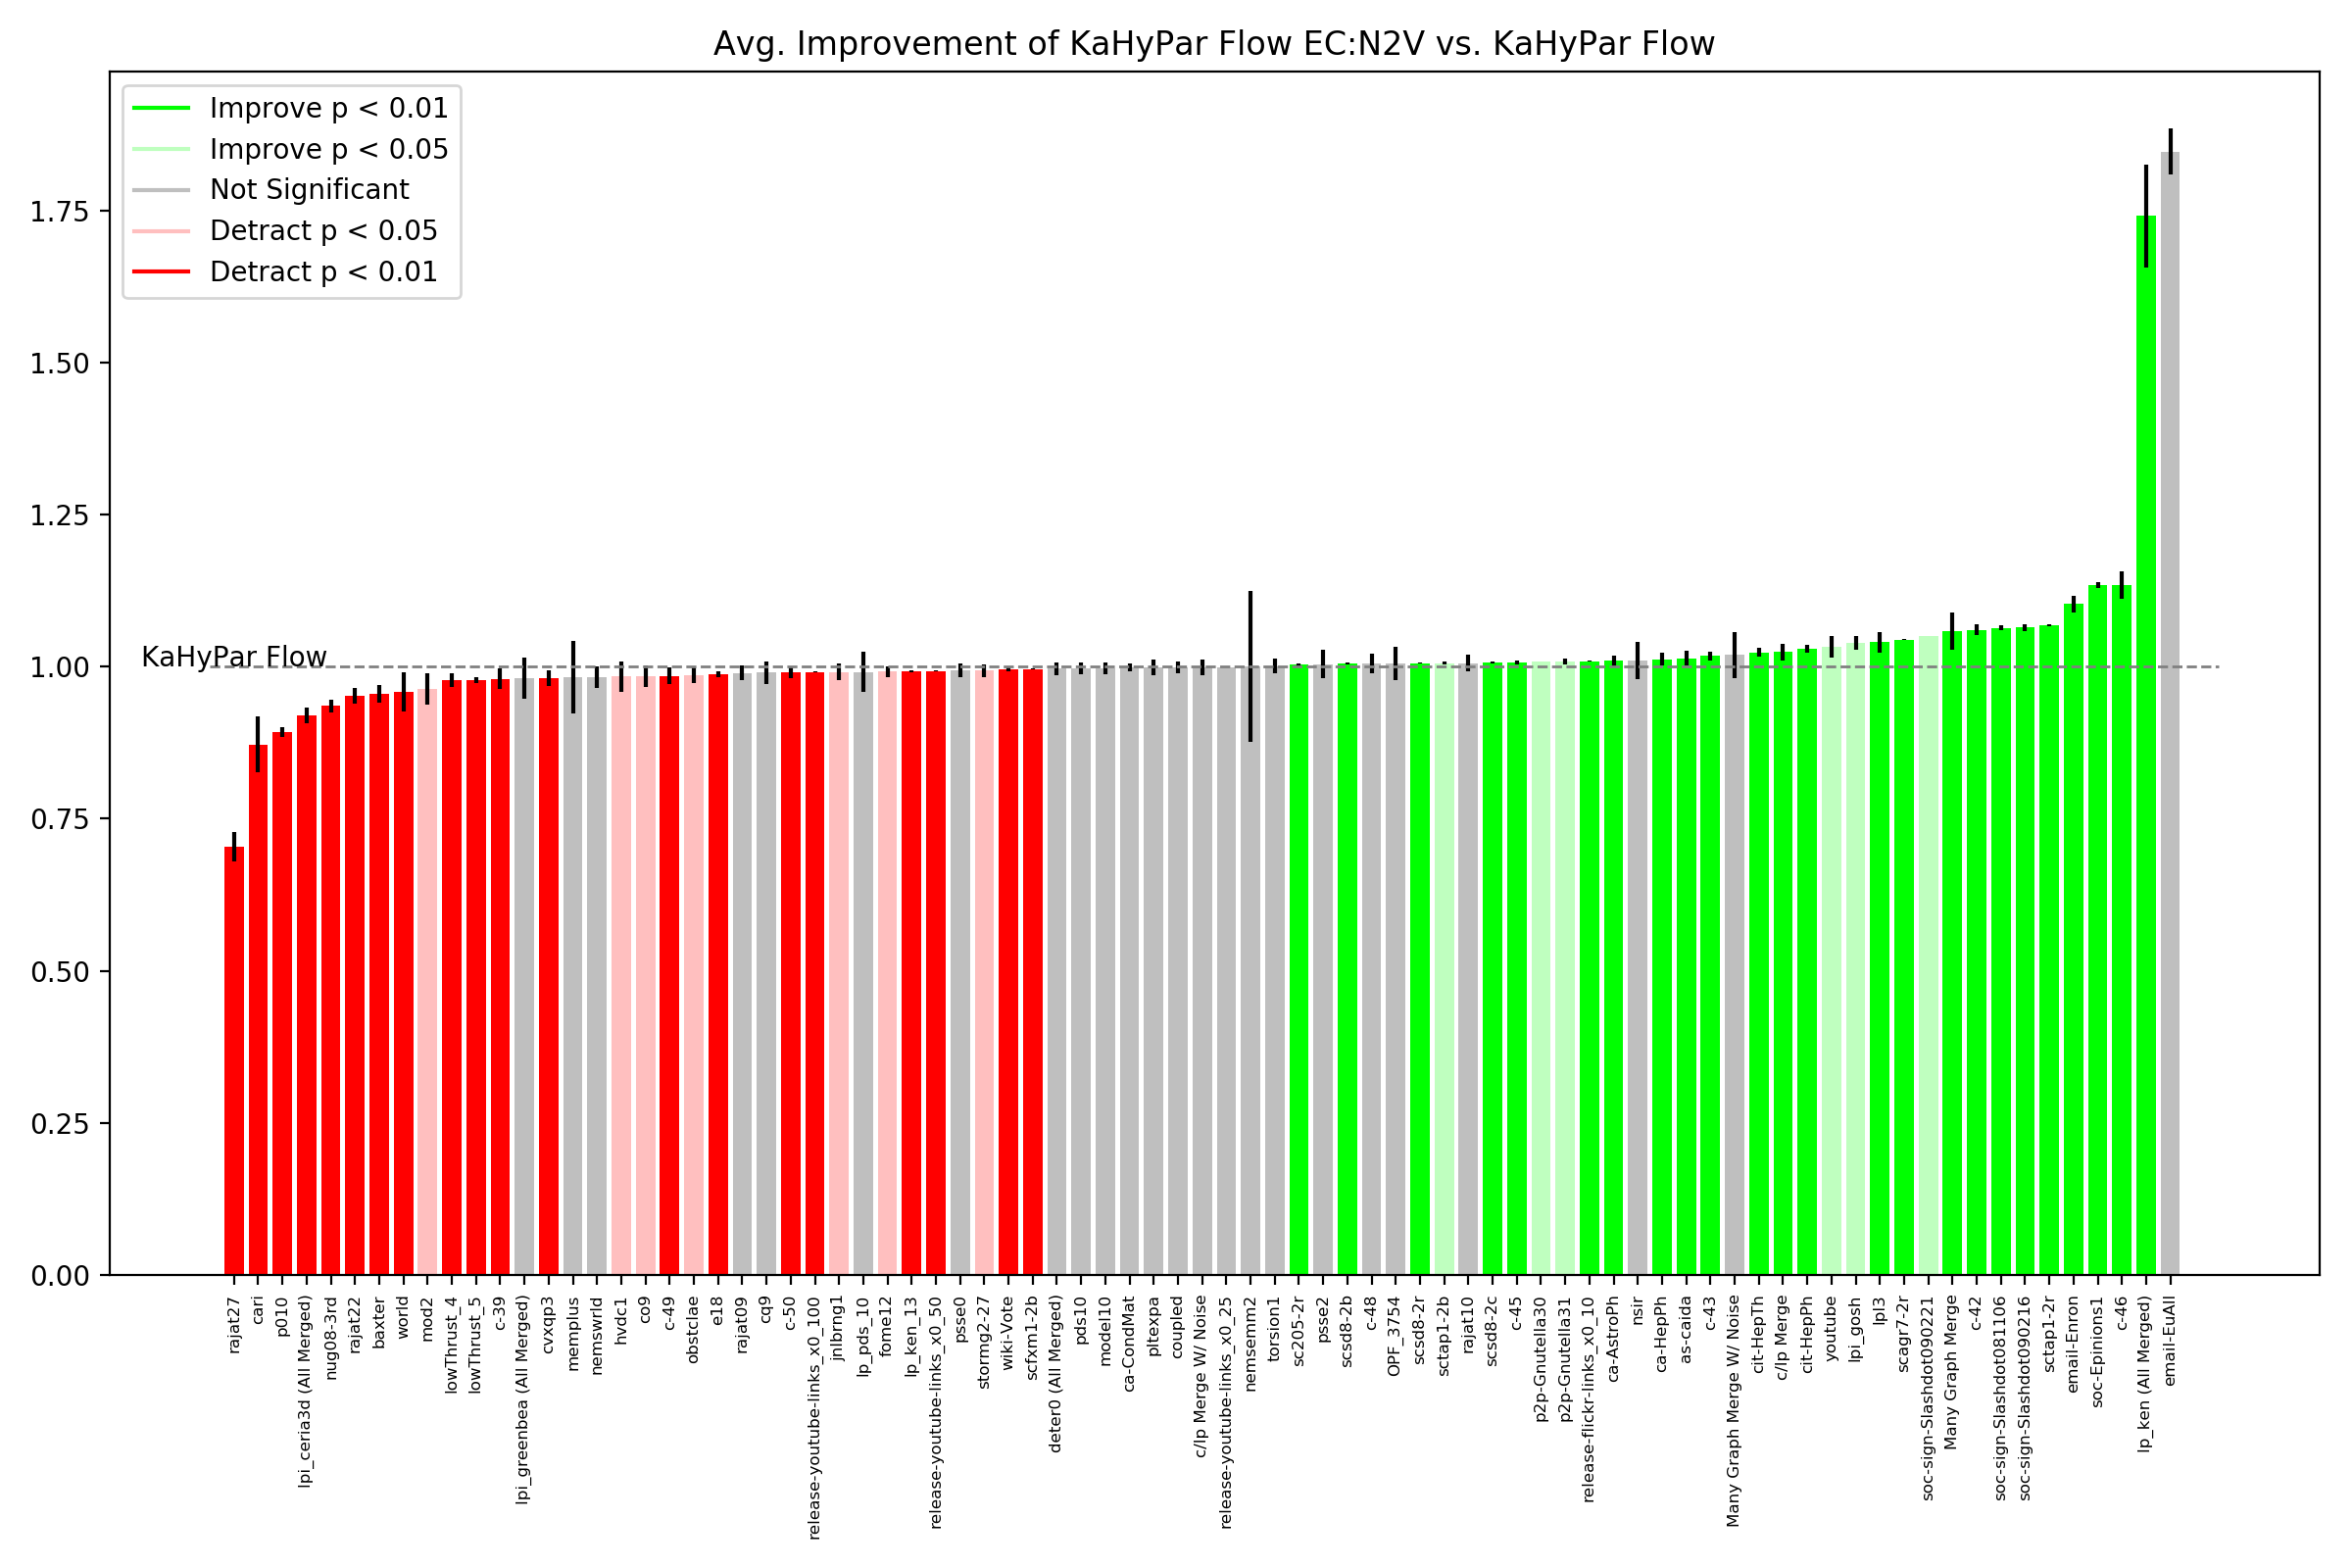 Avg. Improvement of KaHyPar Flow EC:N2V vs. KaHyPar Flow
Improve p < 0.01
Improve p < 0.05
Not Significant
Detract p < 0.05
Detract p < 0.01
1.75
1.50
1.25
1.00
0.75
0.50
0.25
0.00
KaHyPar Flow
rajat27
cari
p010
lpi_ceria3d (All Merged)
nug08-3rd
rajat22
baxter
world
mod2
lowThrust_4
lowThrust_5
c-39
lpi_greenbea (All Merged)
cvxqp3
memplus
nemswrld
hvdc1
co9
c-49
obstclae
e18
rajat09
cq9
c-50
release-youtube-links_x0_100
jnlbrng1
lp_pds_10
fome12
lp_ken_13
release-youtube-links_x0_50
psse0
stormg2-27
wiki-Vote
scfxm1-2b
deter0 (All Merged)
pds10
model10
ca-CondMat
pltexpa
coupled
c/lp Merge W/ Noise
release-youtube-links_x0_25
nemsemm2
torsion1
sc205-2r
psse2
scsd8-2b
c-48
OPF_3754
scsd8-2r
sctap1-2b
rajat10
scsd8-2c
c-45
p2p-Gnutella30
p2p-Gnutella31
release-flickr-links_x0_10
ca-AstroPh
nsir
ca-HepPh
as-caida
c-43
Many Graph Merge W/ Noise
cit-HepTh
c/lp Merge
cit-HepPh
youtube
lpi_gosh
lpl3
scagr7-2r
soc-sign-Slashdot090221
Many Graph Merge
c-42
soc-sign-Slashdot081106
soc-sign-Slashdot090216
sctap1-2r
email-Enron
soc-Epinions1
c-46
lp_ken (All Merged)
email-EuAll